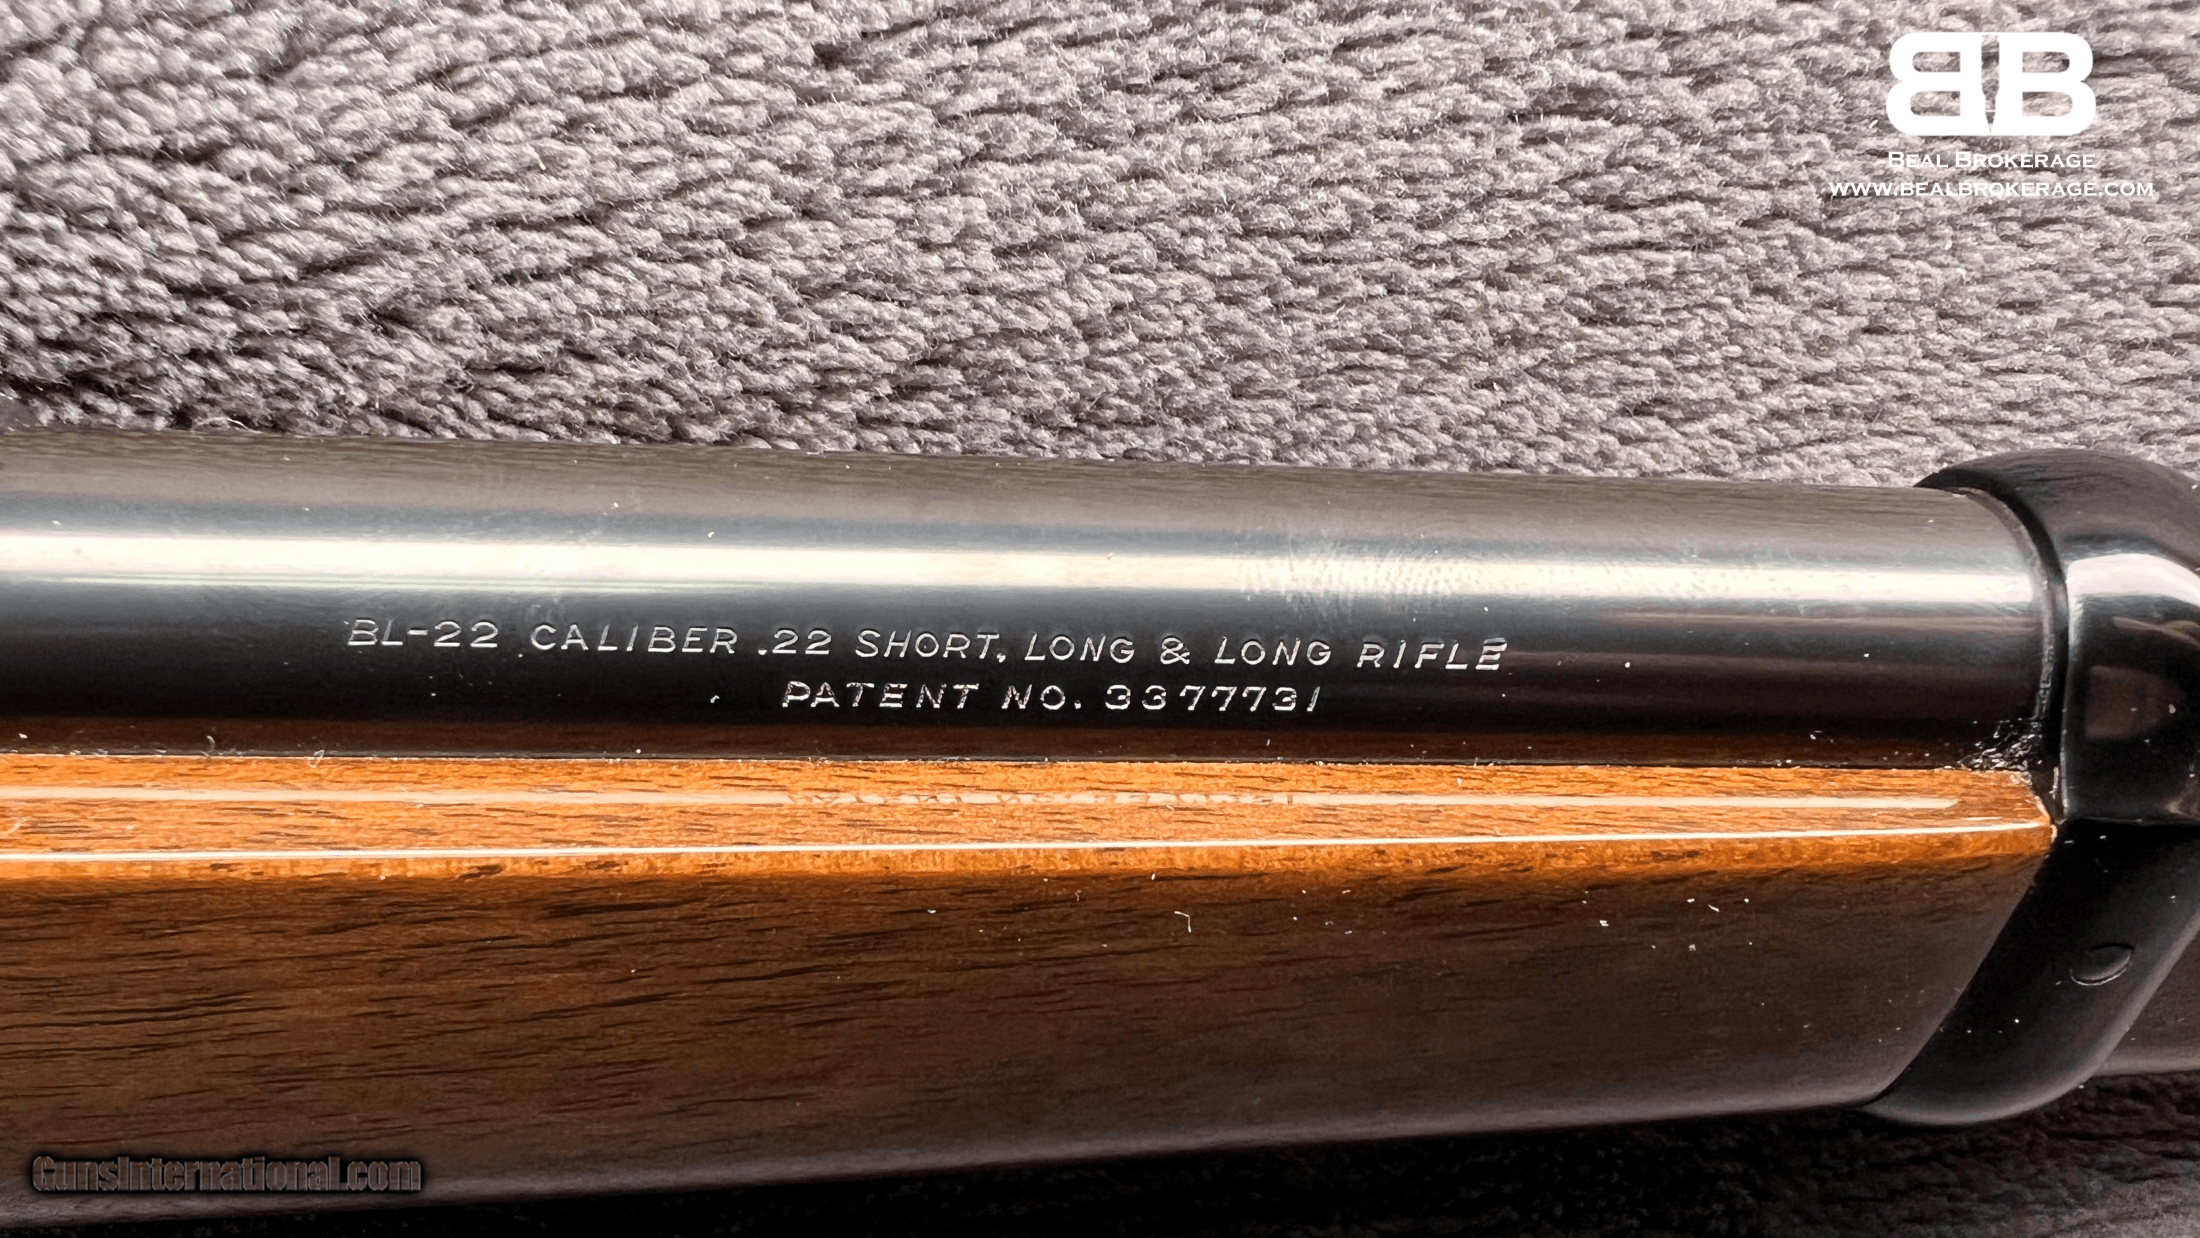 BB
BEAL BROKERAGE
WWW.BEALBROKERAGE.COM
BL-22 CALIBER .22 SHORT, LONG & LONG RIFLE
PATENT NO. 3377731
GunsInternational.com